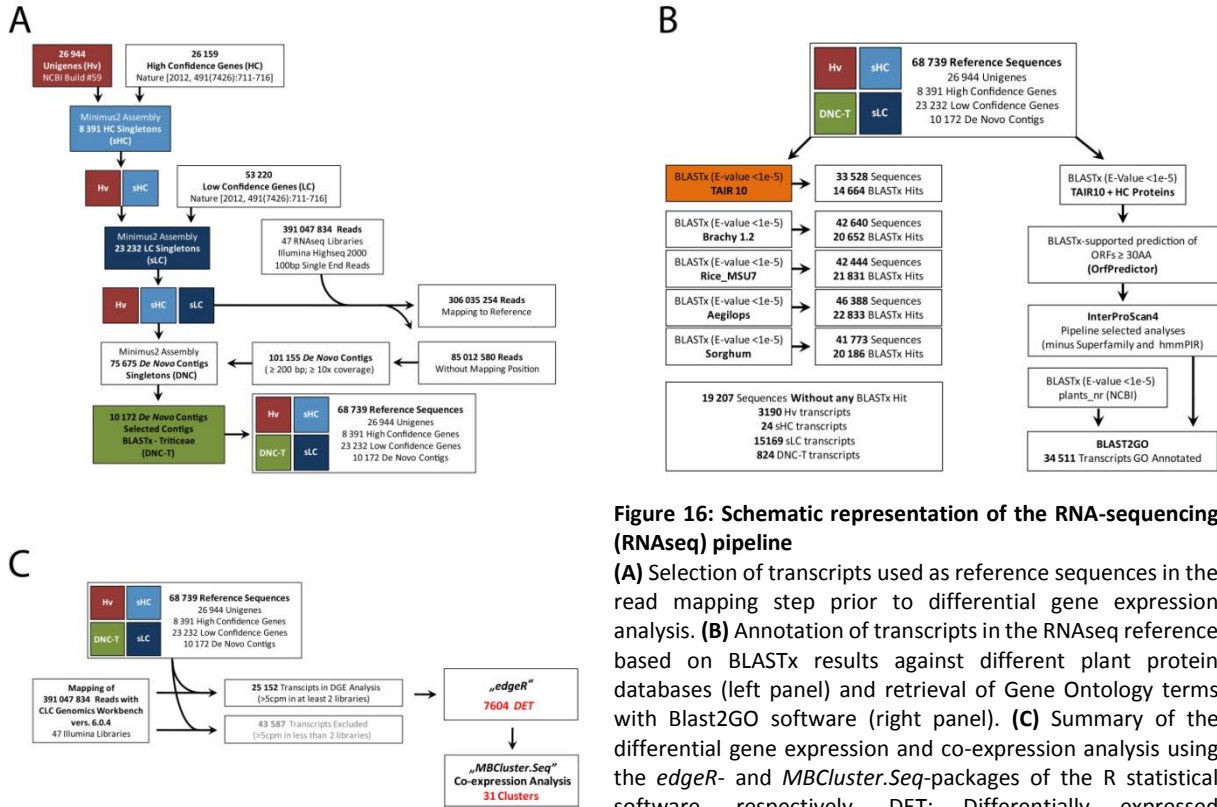 A
26 944
Unigenes (Hv)
NCBI Build #59
26 159
High Confidence Genes (HC)
Nature [2012, 491(7426):711-716]
Minimus2 Assembly
8 391 HC Singletons
(sHC)
Hv
sHC
53 220
Low Confidence Genes (LC)
Nature [2012, 491(7426):711-716]
Minimus2 Assembly
23 232 LC Singletons
(sLC)
391 047 834 Reads
47 RNAseq Libraries
Illumina Highseq 2000
100bp Single End Reads
Hv
sHC
sLC
306 035 254 Reads
Mapping to Reference
Minimus2 Assembly
75 675 De Novo Contigs
Singletons (DNC)
101 155 De Novo Contigs
( ≥ 200 bp; ≥ 10x coverage)
85 012 580 Reads
Without Mapping Position
10 172 De Novo Contigs
Selected Contigs
BLASTx - Triticeae
(DNC-T)
Hv
sHC
DNC-T
sLC
68 739 Reference Sequences
26 944 Unigenes
8 391 High Confidence Genes
23 232 Low Confidence Genes
10 172 De Novo Contigs
B
Hv
sHC
DNC-T
sLC
68 739 Reference Sequences
26 944 Unigenes
8 391 High Confidence Genes
23 232 Low Confidence Genes
10 172 De Novo Contigs
BLASTx (E-value <1e-5)
TAIR 10
33 528 Sequences
14 664 BLASTx Hits
BLASTx (E-value <1e-5)
Brachy 1.2
42 640 Sequences
20 652 BLASTx Hits
BLASTx (E-value <1e-5)
Rice_MSU7
42 444 Sequences
21 831 BLASTx Hits
BLASTx (E-value <1e-5)
Aegilops
46 388 Sequences
22 833 BLASTx Hits
BLASTx (E-value <1e-5)
Sorghum
41 773 Sequences
20 186 BLASTx Hits
19 207 Sequences Without any BLASTx Hit
3190 Hv transcripts
24 sHC transcripts
15169 sLC transcripts
824 DNC-T transcripts
BLASTx (E-Value <1e-5)
TAIR10 + HC Proteins
BLASTx-supported prediction of
ORFs ≥ 30AA
(OrfPredictor)
InterProScan4
Pipeline selected analyses
(minus Superfamily and hmmPIR)
BLASTx (E-value <1e-5)
plants_nr (NCBI)
BLAST2GO
34 511 Transcripts GO Annotated
C
Hv
sHC
DNC-T
sLC
68 739 Reference Sequences
26 944 Unigenes
8 391 High Confidence Genes
23 232 Low Confidence Genes
10 172 De Novo Contigs
Mapping of
391 047 834 Reads with
CLC Genomics Workbench
vers. 6.0.4
47 Illumina Libraries
25 152 Transcipts in DGE Analysis
(>5cpm in at least 2 libraries)
43 587 Transcipts Excluded
(>5cpm in less than 2 libraries)
„edgeR"
7604 DET
„MBCluster.Seq"
Co-expression Analysis
31 Clusters
Figure 16: Schematic representation of the RNA-sequencing
(RNAseq) pipeline
(A) Selection of transcripts used as reference sequences in the
read mapping step prior to differential gene expression
analysis. (B) Annotation of transcripts in the RNAseq reference
based on BLASTx results against different plant protein
databases (left panel) and retrieval of Gene Ontology terms
with Blast2GO software (right panel). (C) Summary of the
differential gene expression and co-expression analysis using
the edgeR- and MBCluster.Seq-packages of the R statistical
software, respectively. DET: Differentially expressed